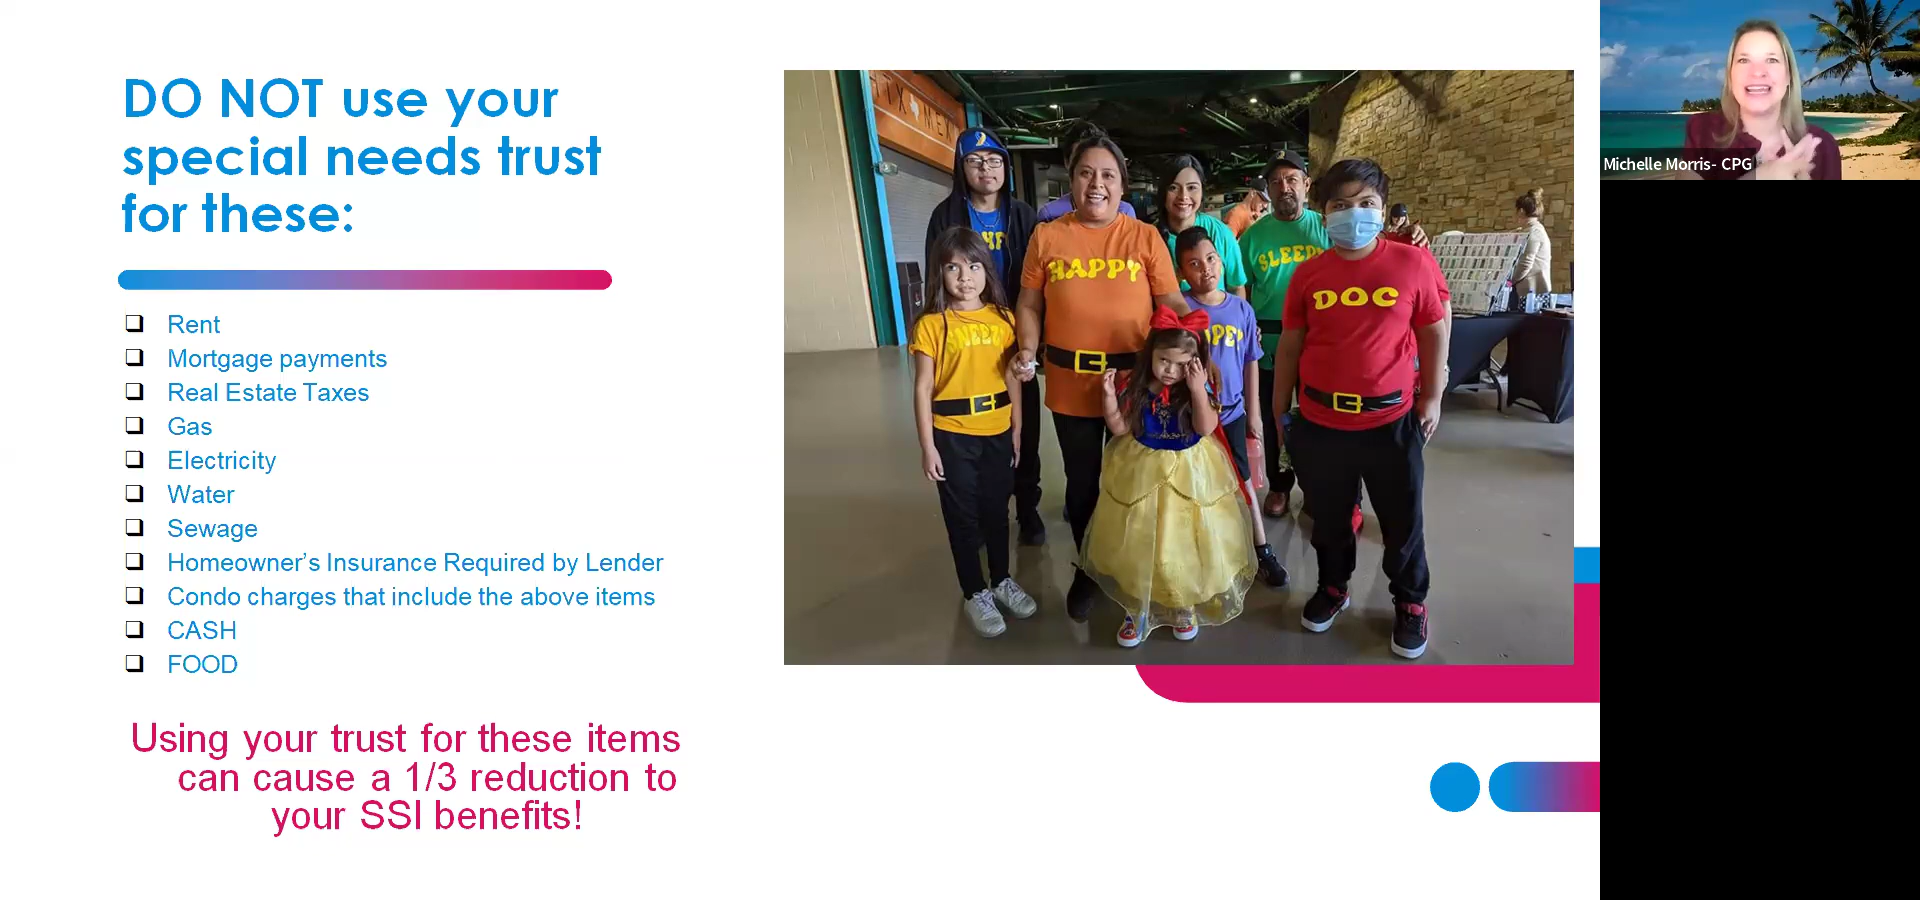 DO NOT use your
special needs trust
for these:
Rent
Mortgage payments
Real Estate Taxes
Gas
Electricity
Water
Sewage
Homeowner’s Insurance Required by Lender
Condo charges that include the above items
CASH
FOOD
Using your trust for these items
can cause a 1/3 reduction to
your SSI benefits!
HAPPY
SLEEPY
DOC
SNEEZY
Michelle Morris- CPG